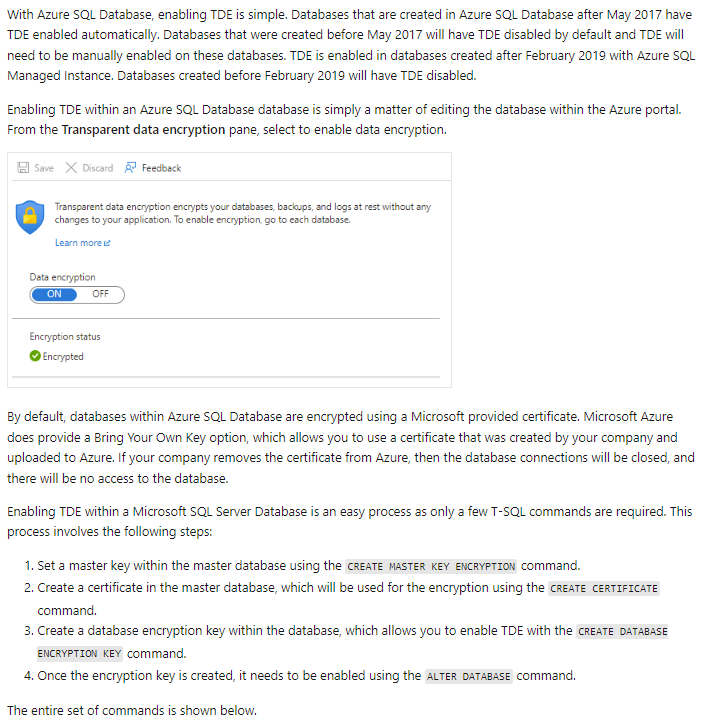 With Azure SQL Database, enabling TDE is simple. Databases that are created in Azure SQL Database after May 2017 have
TDE enabled automatically. Databases that were created before May 2017 will have TDE disabled by default and TDE will
need to be manually enabled on these databases. TDE is enabled in databases created after February 2019 with Azure SQL
Managed Instance. Databases created before February 2019 will have TDE disabled.
Enabling TDE within an Azure SQL Database database is simply a matter of editing the database within the Azure portal.
From the Transparent data encryption pane, select to enable data encryption.
Save Discard Feedback
Transparent data encryption encrypts your databases, backups, and logs at rest without any
changes to your application. To enable encryption, go to each database.
Learn more
Data encryption
ON OFF
Encryption status
Encrypted
By default, databases within Azure SQL Database are encrypted using a Microsoft provided certificate. Microsoft Azure
does provide a Bring Your Own Key option, which allows you to use a certificate that was created by your company and
uploaded to Azure. If your company removes the certificate from Azure, then the database connections will be closed, and
there will be no access to the database.
Enabling TDE within a Microsoft SQL Server Database is an easy process as only a few T-SQL commands are required. This
process involves the following steps:
1. Set a master key within the master database using the CREATE MASTER KEY ENCRYPTION command.
2. Create a certificate in the master database, which will be used for the encryption using the CREATE CERTIFICATE
command.
3. Create a database encryption key within the database, which allows you to enable TDE with the CREATE DATABASE
ENCRYPTION KEY command.
4. Once the encryption key is created, it needs to be enabled using the ALTER DATABASE command.
The entire set of commands is shown below.